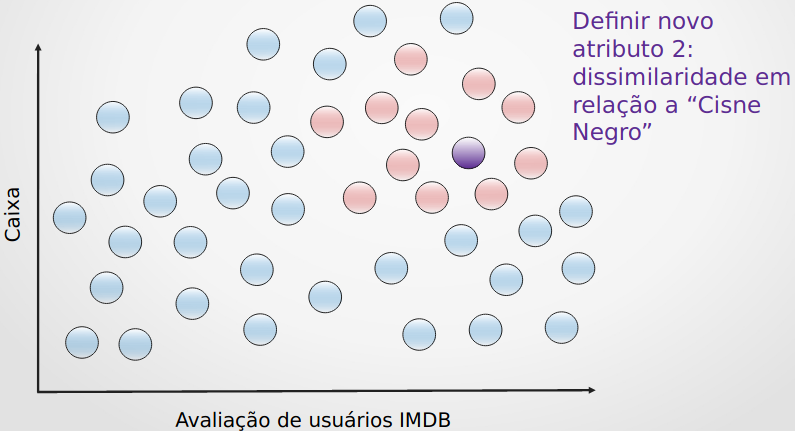 Definir novo
atributo 2:
dissimilaridade em
relação a “Cisne
Negro”
Caixa
Avaliação de usuários IMDB